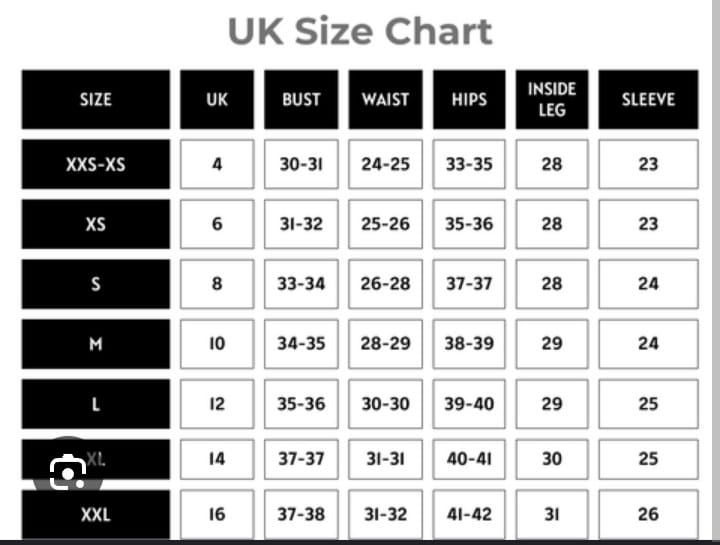 UK Size Chart
SIZE UK BUST WAIST HIPS INSIDE LEG SLEEVE
XXS-XS 4 30-31 24-25 33-35 28 23
XS 6 31-32 25-26 35-36 28 23
S 8 33-34 26-28 37-37 28 24
M 10 34-35 28-29 38-39 29 24
L 12 35-36 30-30 39-40 29 25
XL 14 37-37 31-31 40-41 30 25
XXL 16 37-38 31-32 41-42 31 26